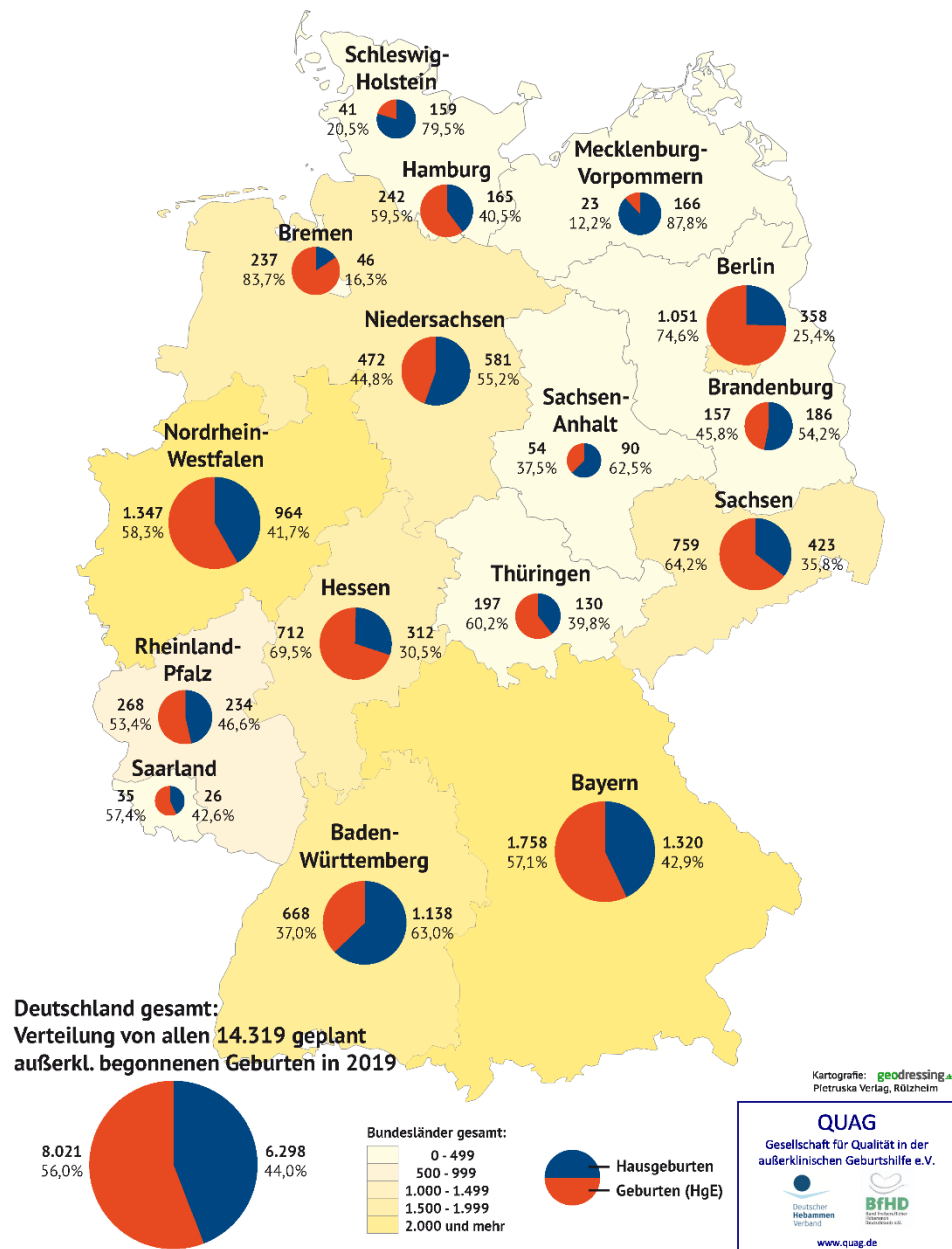 Schleswig-
Holstein
41 159
20,5% 79,5%
Hamburg
242 165
59,5% 40,5%
Mecklenburg-
Vorpommern
23 166
12,2% 87,8%
Bremen
237 46
83,7% 16,3%
Berlin
1.051 358
74,6% 25,4%
Niedersachsen
472 581
44,8% 55,2%
Brandenburg
157 186
45,8% 54,2%
Sachsen-
Anhalt
54 90
37,5% 62,5%
Nordrhein-
Westfalen
1.347 964
58,3% 41,7%
Sachsen
759 423
64,2% 35,8%
Thüringen
197 130
60,2% 39,8%
Hessen
712 312
69,5% 30,5%
Rheinland-
Pfalz
268 234
53,4% 46,6%
Saarland
35 26
57,4% 42,6%
Bayern
1.758 1.320
57,1% 42,9%
Baden-
Württemberg
668 1.138
37,0% 63,0%
Deutschland gesamt:
Verteilung von allen 14.319 geplant
außerkl. begonnenen Geburten in 2019
8.021 6.298
56,0% 44,0%
Bundesländer gesamt:
0 - 499
500 - 999
1.000 - 1.499
1.500 - 1.999
2.000 und mehr
Hausgeburten
Geburten (HgE)
Kartografie: geodressing
Pietruska Verlag, Rülzheim
QUAG
Gesellschaft für Qualität in der
außerklinischen Geburtshilfe e.V.
Deutscher
Hebammen
Verband
BfHD
Bund freiberuflicher
Hebammen
Deutschlands e.V.
www.quag.de